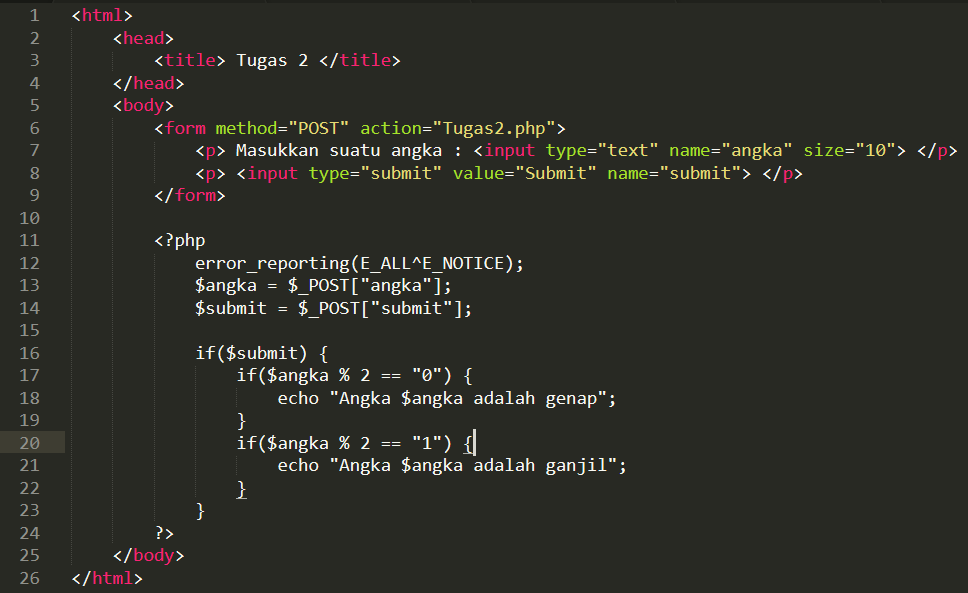 1 <html>
2 <head>
3 <title> Tugas 2 </title>
4 </head>
5 <body>
6 <form method="POST" action="Tugas2.php">
7 <p> Masukkan suatu angka : <input type="text" name="angka" size="10"> </p>
8 <p> <input type="submit" value="Submit" name="submit"> </p>
9 </form>
10
11 <?php
12 error_reporting(E_ALL^E_NOTICE);
13 $angka = $_POST["angka"];
14 $submit = $_POST["submit"];
15
16 if($submit) {
17 if($angka % 2 == "0") {
18 echo "Angka $angka adalah genap";
19 }
20 if($angka % 2 == "1") {
21 echo "Angka $angka adalah ganjil";
22 }
23 }
24 ?>
25 </body>
26 </html>